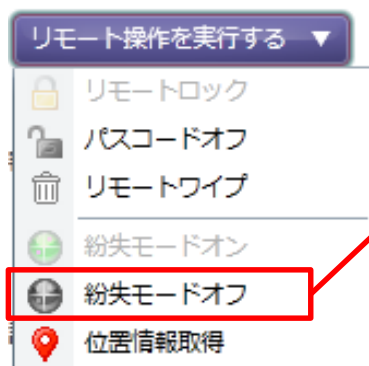 リモート操作を実行する ▼
リモートロック
パスコードオフ
リモートワイプ
紛失モードオン
紛失モードオフ
位置情報取得